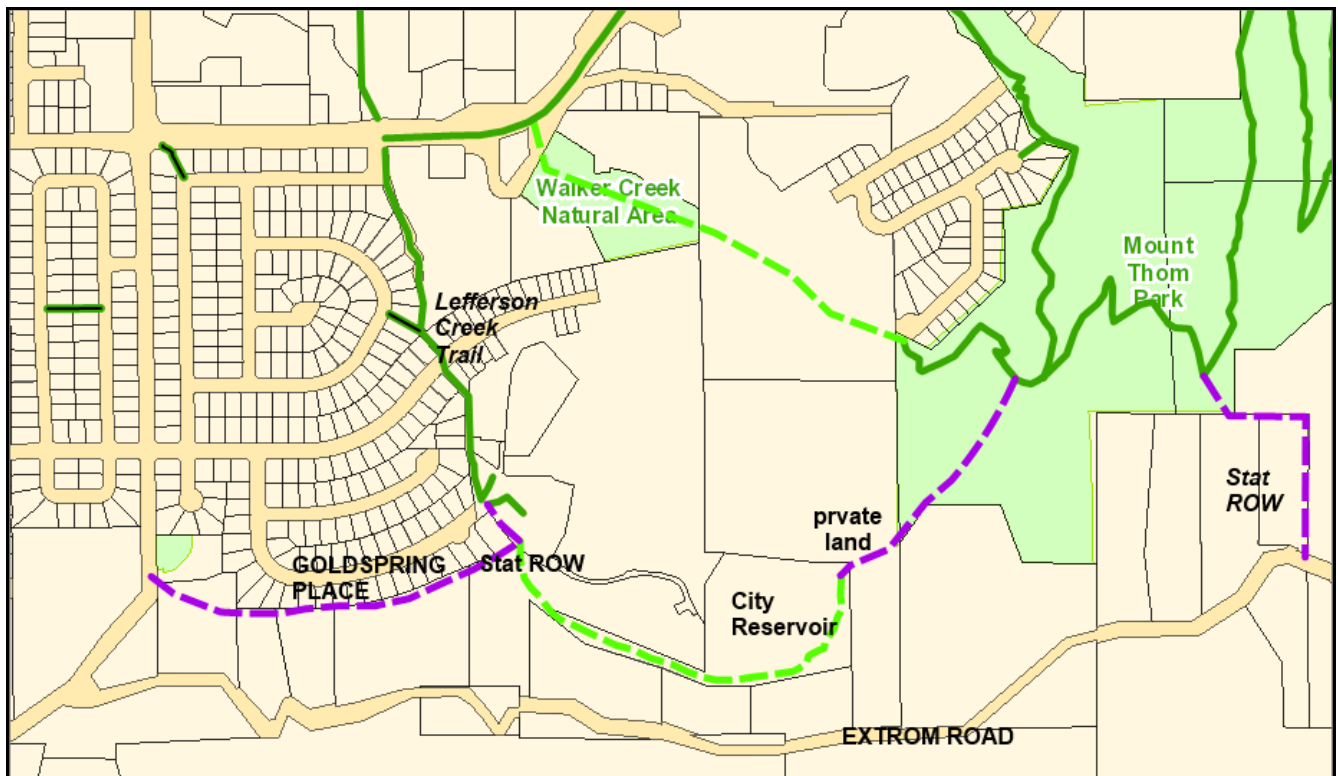 Walker Creek
Natural Area
Mount
Thom
Park
Lefferson
Creek
Trail
Stat
ROW
prvate
land
GOLDSPRING
PLACE
Stat ROW
City
Reservoir
EXTROM ROAD